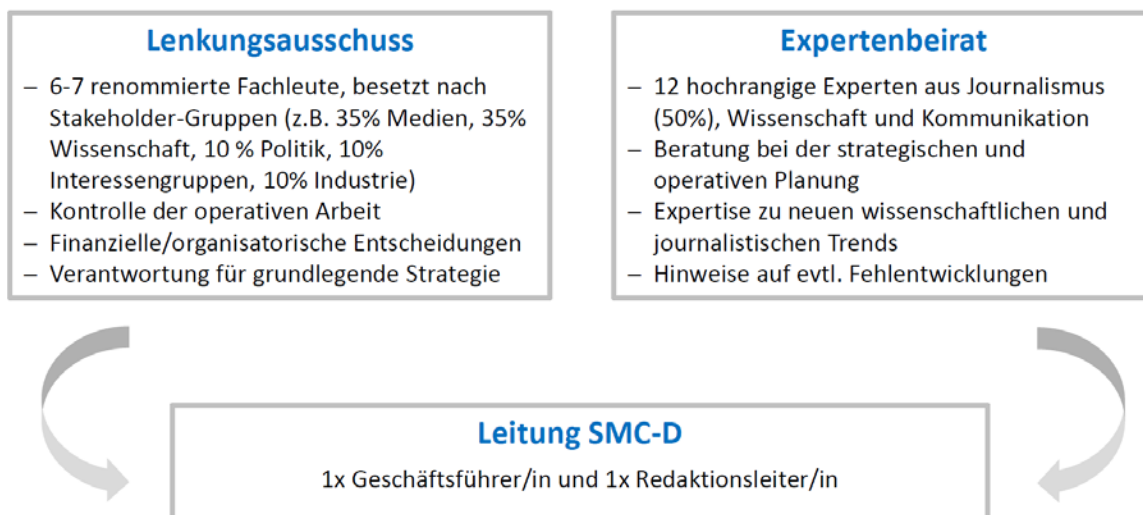 Lenkungsausschuss
– 6-7 renommierte Fachleute, besetzt nach
Stakeholder-Gruppen (z.B. 35% Medien, 35%
Wissenschaft, 10 % Politik, 10%
Interessengruppen, 10% Industrie)
– Kontrolle der operativen Arbeit
– Finanzielle/organisatorische Entscheidungen
– Verantwortung für grundlegende Strategie
Expertenbeirat
– 12 hochrangige Experten aus Journalismus
(50%), Wissenschaft und Kommunikation
– Beratung bei der strategischen und
operativen Planung
– Expertise zu neuen wissenschaftlichen und
journalistischen Trends
– Hinweise auf evtl. Fehlentwicklungen
Leitung SMC-D
1x Geschäftsführer/in und 1x Redaktionsleiter/in